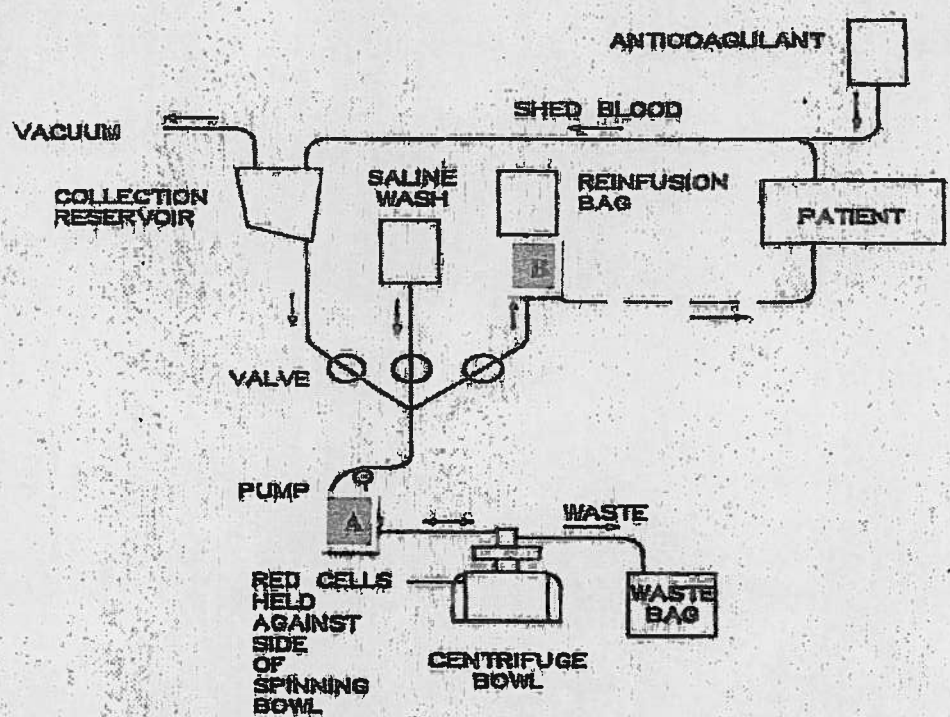 ANTICOAGULANT
SHED BLOOD
VACUUM
COLLECTION
RESERVOIR
SALINE
WASH
REINFUSION
BAG
PATIENT
B
VALVE
PUMP
A
WASTE
RED CELLS
HELD
AGAINST
SIDE
OF
SPINNING
BOWL
WASTE
BAG
CENTRIFUGE
BOWL